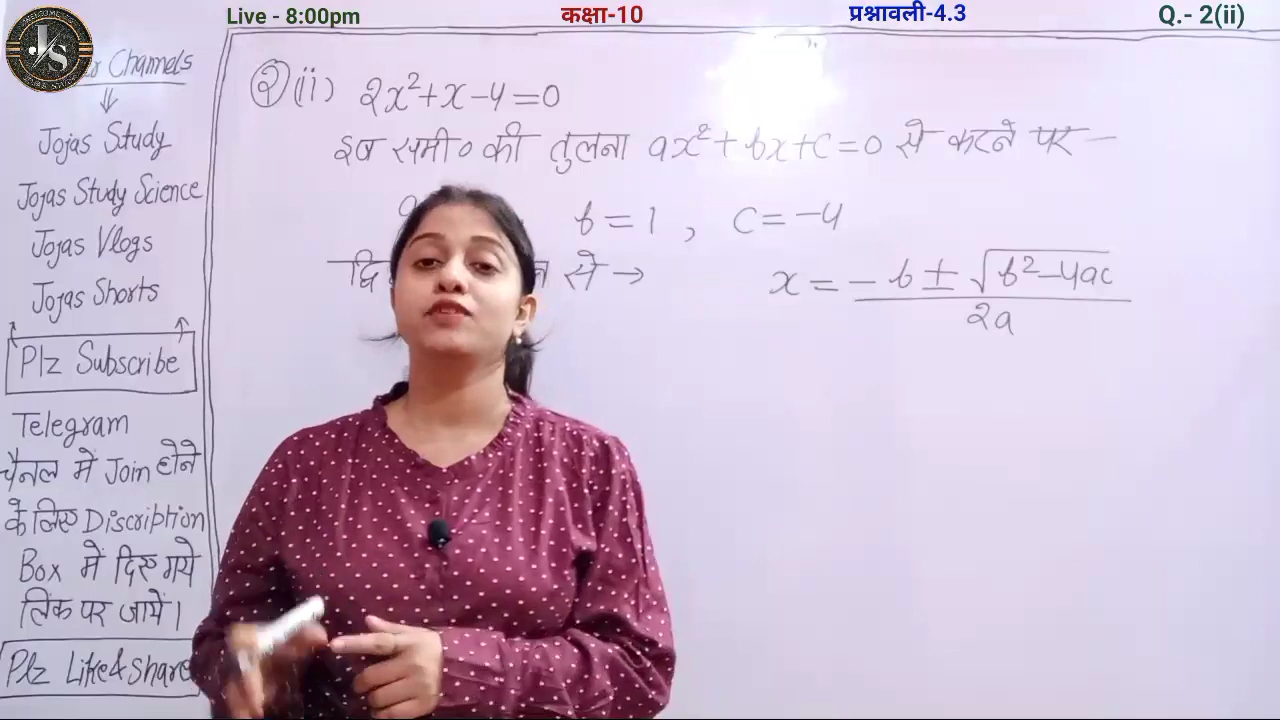 Live - 8:00pm
कक्षा-10
प्रश्नावली-4.3
Q.- 2(ii)
JS
Channels
Jojas Study
Jojas Study Science
Jojas Vlogs
Jojas Shorts
Plz Subscribe
Telegram
चैनल में Join होने
के लिए Discription
Box में दिए गये
लिंक पर जायें।
Plz Like & Share
2 (ii) 2x²+x-4=0
इस समी० की तुलना ax²+bx+c=0 से करने पर —
b = 1 , c = -4
से → x = -b ± √b²-4ac
2a